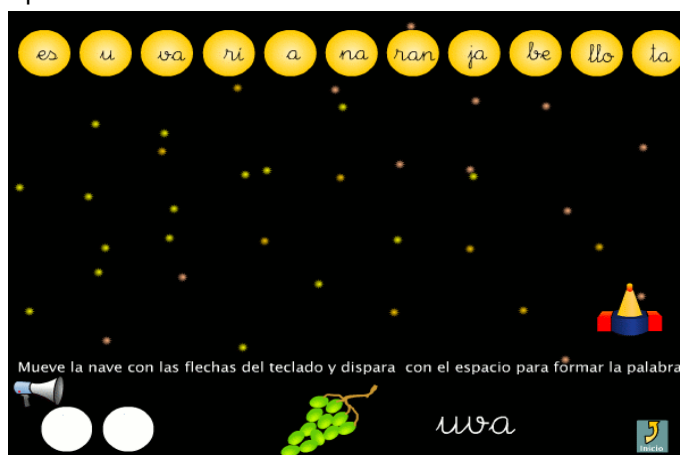 es u va ri a na ran ja be llo ta
Mueve la nave con las flechas del teclado y dispara con el espacio para formar la palabra
uva
Inicio